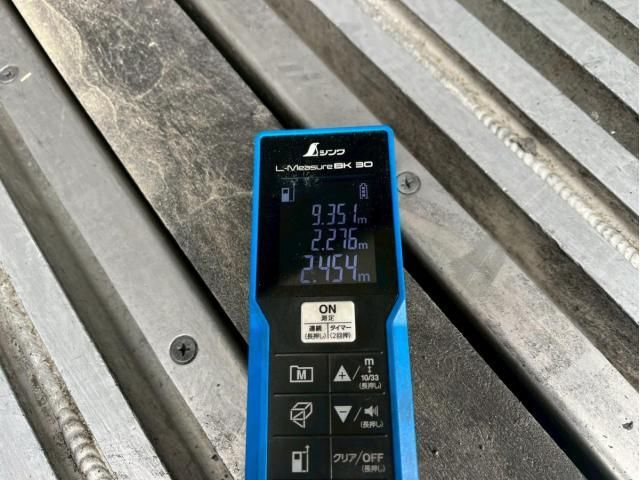 シンワ
L-Measure BK 30
9.351m
2.276m
2.454m
ON
測定
連続 タイマー
(長押し) (2回押)
M
▲/ m
10/33
(長押し)
▼/
(長押し)
クリア/OFF
(長押し)